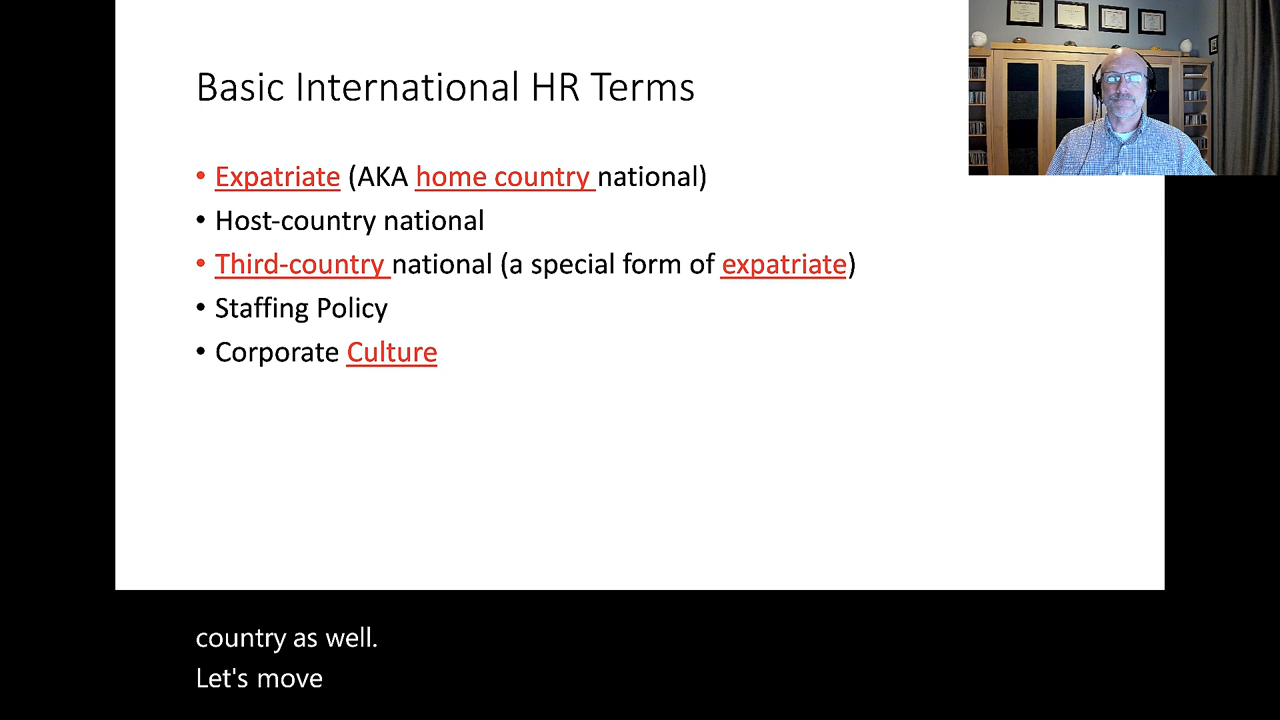 Basic International HR Terms
• Expatriate (AKA home country national)
• Host-country national
• Third-country national (a special form of expatriate)
• Staffing Policy
• Corporate Culture
country as well.
Let's move